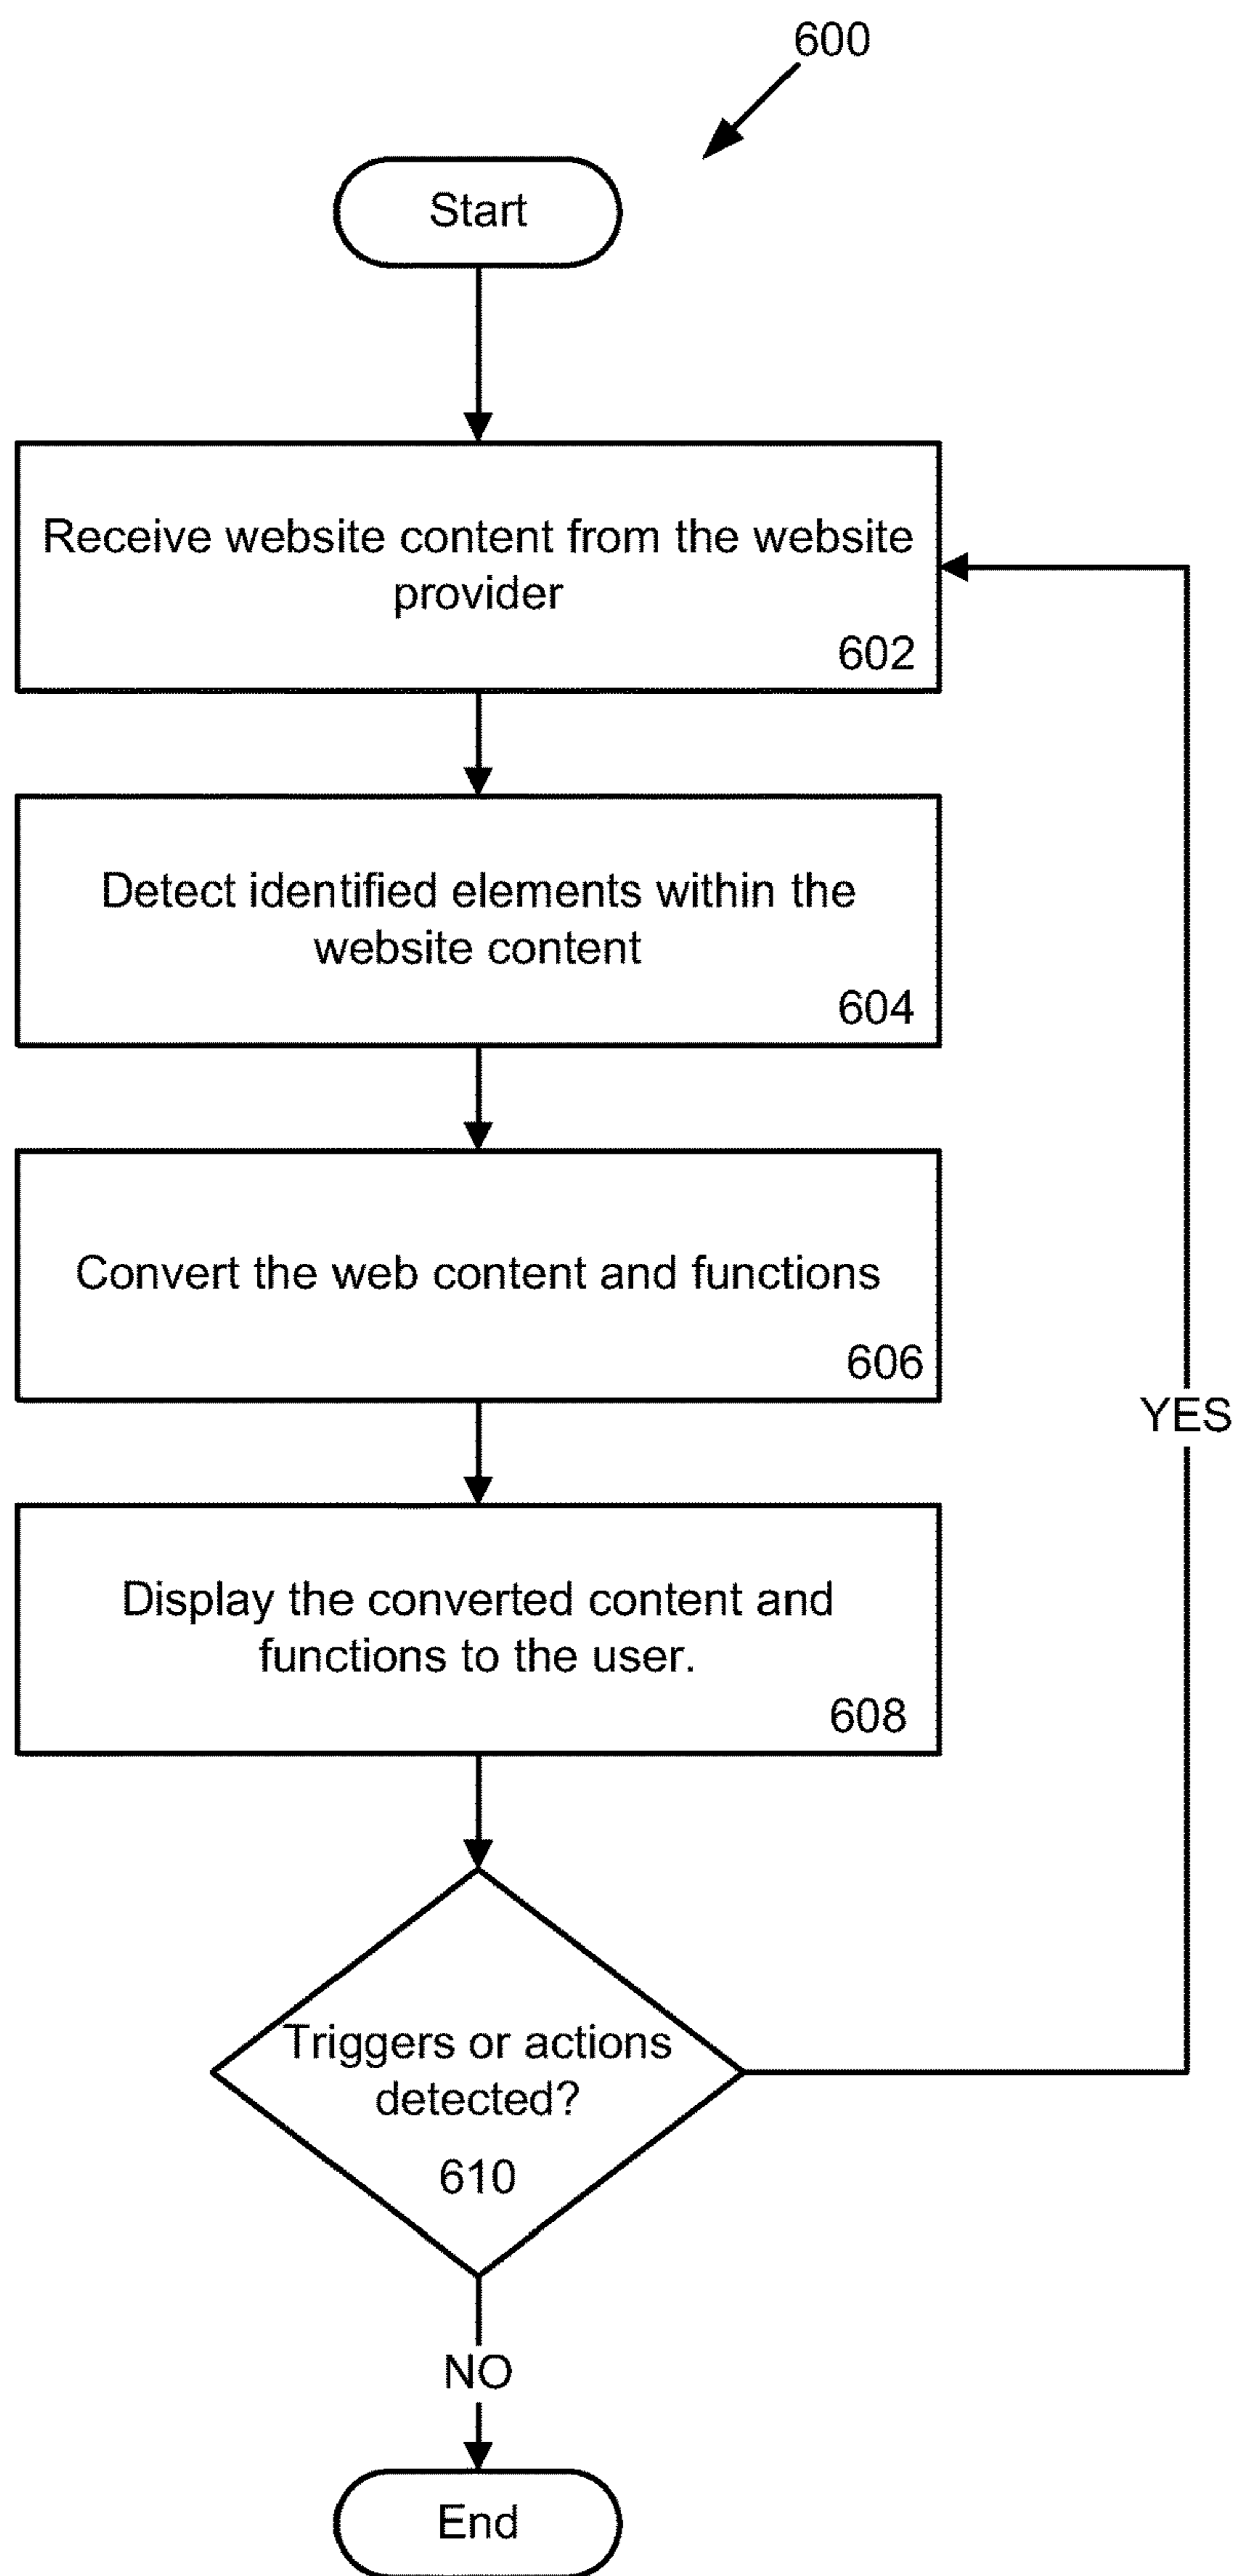 600
Start
Receive website content from the website
provider
602
Detect identified elements within the
website content
604
Convert the web content and functions
606
Display the converted content and
functions to the user.
608
Triggers or actions
detected?
610
YES
NO
End